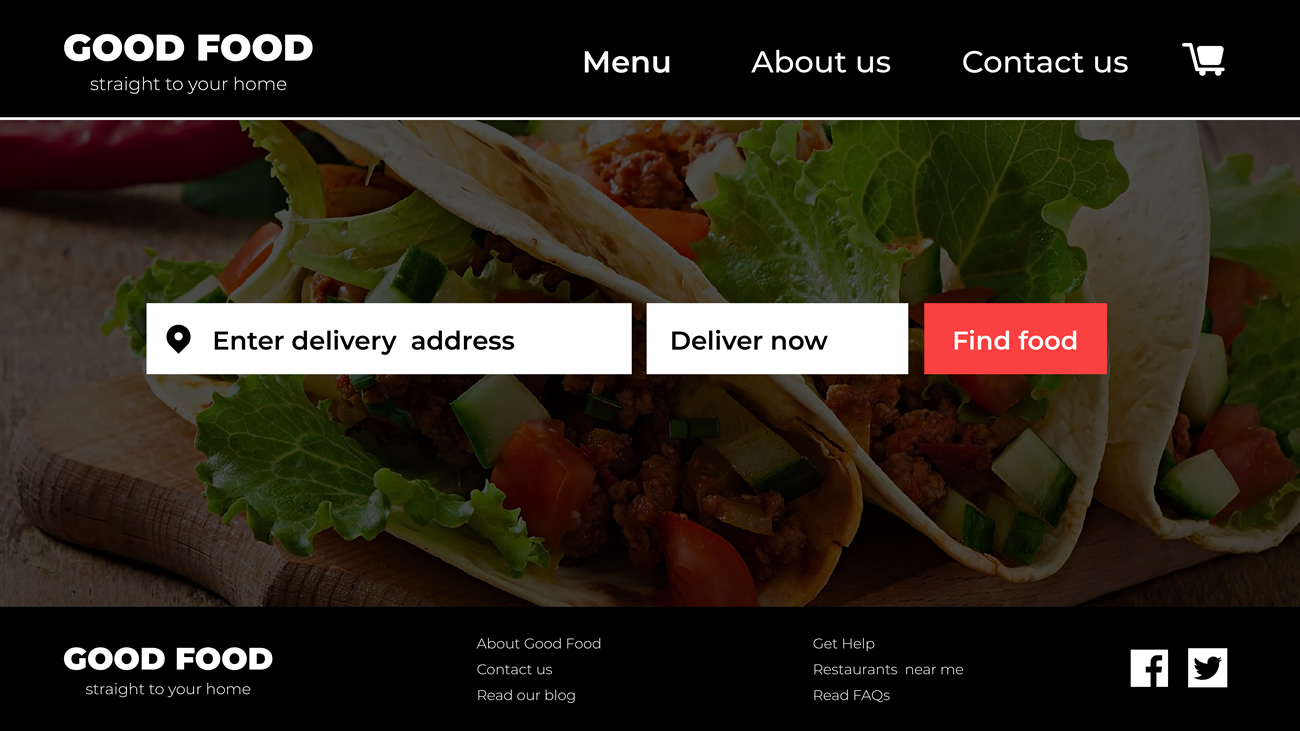 GOOD FOOD
straight to your home
Menu
About us
Contact us
Enter delivery  address
Deliver now
Find food
GOOD FOOD
straight to your home
About Good Food
Contact us
Read our blog
Get Help
Restaurants  near me
Read FAQs